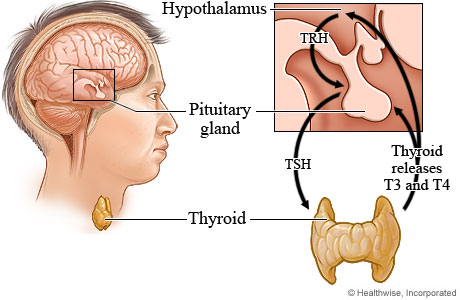 Hypothalamus
TRH
Pituitary
gland
TSH
Thyroid
releases
T3 and T4
Thyroid
© Healthwise, Incorporated